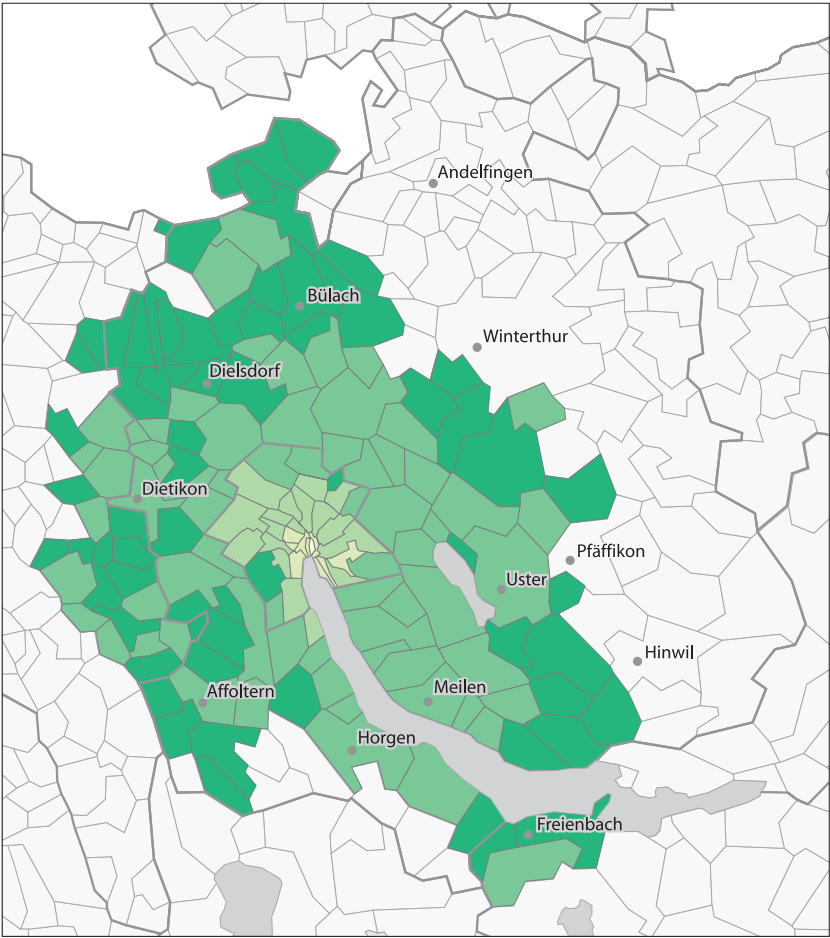 Andelfingen
Bülach
Winterthur
Dielsdorf
Dietikon
Pfäffikon
Uster
Hinwil
Affoltern
Meilen
Horgen
Freienbach